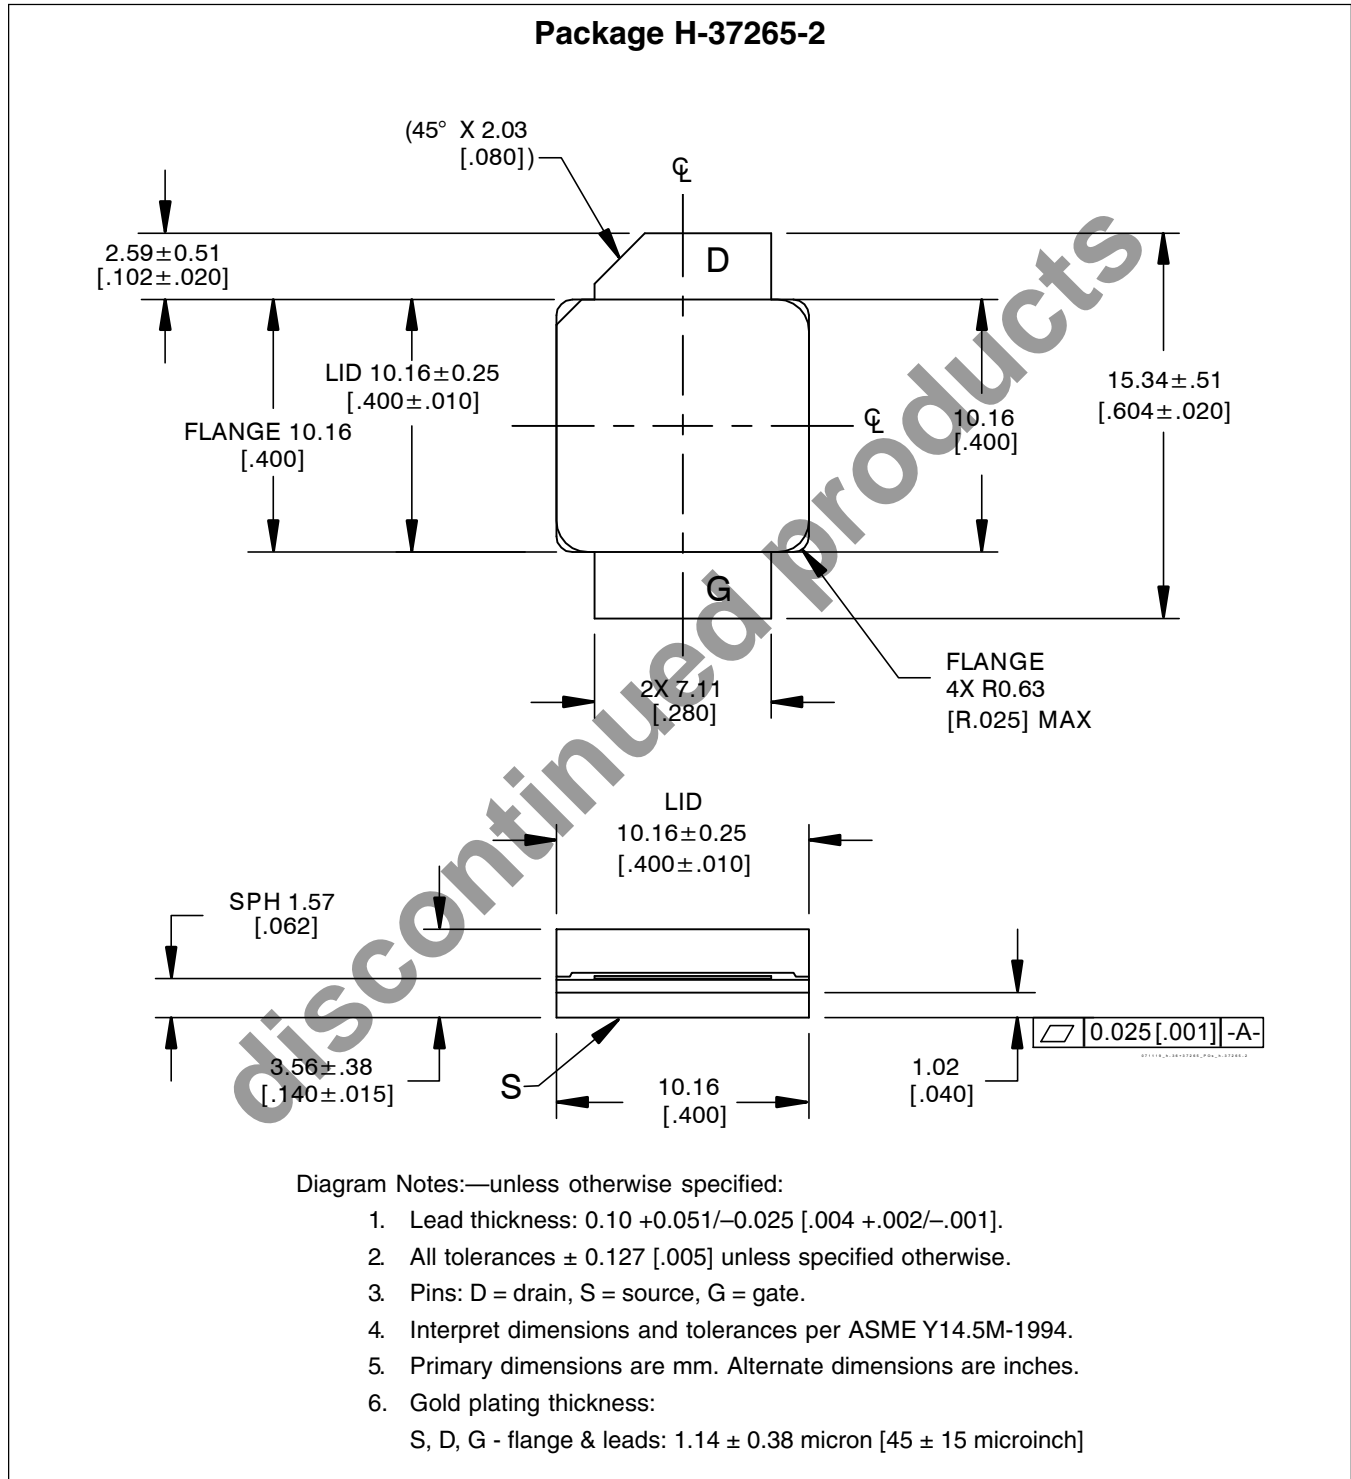 Package H-37265-2
(45° X 2.03
[.080])
℄
2.59±0.51
[.102±.020]
D
LID 10.16±0.25
[.400±.010]
FLANGE 10.16
[.400]
℄
10.16
[.400]
15.34±.51
[.604±.020]
G
FLANGE
4X R0.63
[R.025] MAX
2X 7.11
[.280]
LID
10.16±0.25
[.400±.010]
SPH 1.57
[.062]
3.56±.38
[.140±.015]
S
10.16
[.400]
1.02
[.040]
0.025[.001] -A-
discontinued products
Diagram Notes:—unless otherwise specified:
1. Lead thickness: 0.10 +0.051/–0.025 [.004 +.002/–.001].
2. All tolerances ± 0.127 [.005] unless specified otherwise.
3. Pins: D = drain, S = source, G = gate.
4. Interpret dimensions and tolerances per ASME Y14.5M-1994.
5. Primary dimensions are mm. Alternate dimensions are inches.
6. Gold plating thickness:
S, D, G - flange & leads: 1.14 ± 0.38 micron [45 ± 15 microinch]